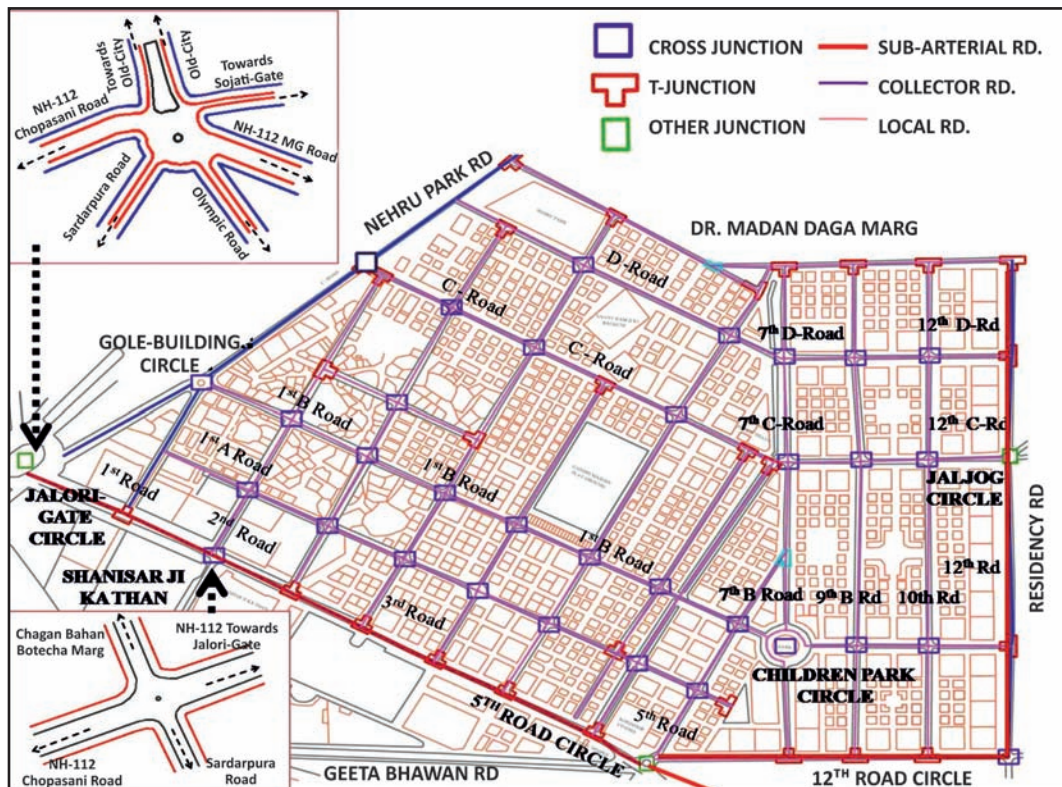 Towards
Old-City
Old-City
Towards
Sojati-Gate
NH-112
Chopasani Road
NH-112 MG Road
Sardarpura Road
Olympic Road
CROSS JUNCTION
T-JUNCTION
OTHER JUNCTION
SUB-ARTERIAL RD.
COLLECTOR RD.
LOCAL RD.
NEHRU PARK RD
DR. MADAN DAGA MARG
D -Road
C - Road
C - Road
7th D-Road
12th D-Rd
GOLE-BUILDING
CIRCLE
1st B Road
7th C-Road
12th C-Rd
1st A Road
1st B Road
1st Road
JALORI-
GATE
CIRCLE
JALJOG
CIRCLE
2nd Road
1st B Road
RESIDENCY RD
SHANISAR JI
KA THAN
3rd Road
7th B Road
9th B Rd
10th Rd
12th Rd
CHILDREN PARK
CIRCLE
Chagan Bahan
Botecha Marg
NH-112 Towards
Jalori-Gate
NH-112
Chopasani Road
Sardarpura
Road
5th Road
5TH ROAD CIRCLE
GEETA BHAWAN RD
12TH ROAD CIRCLE